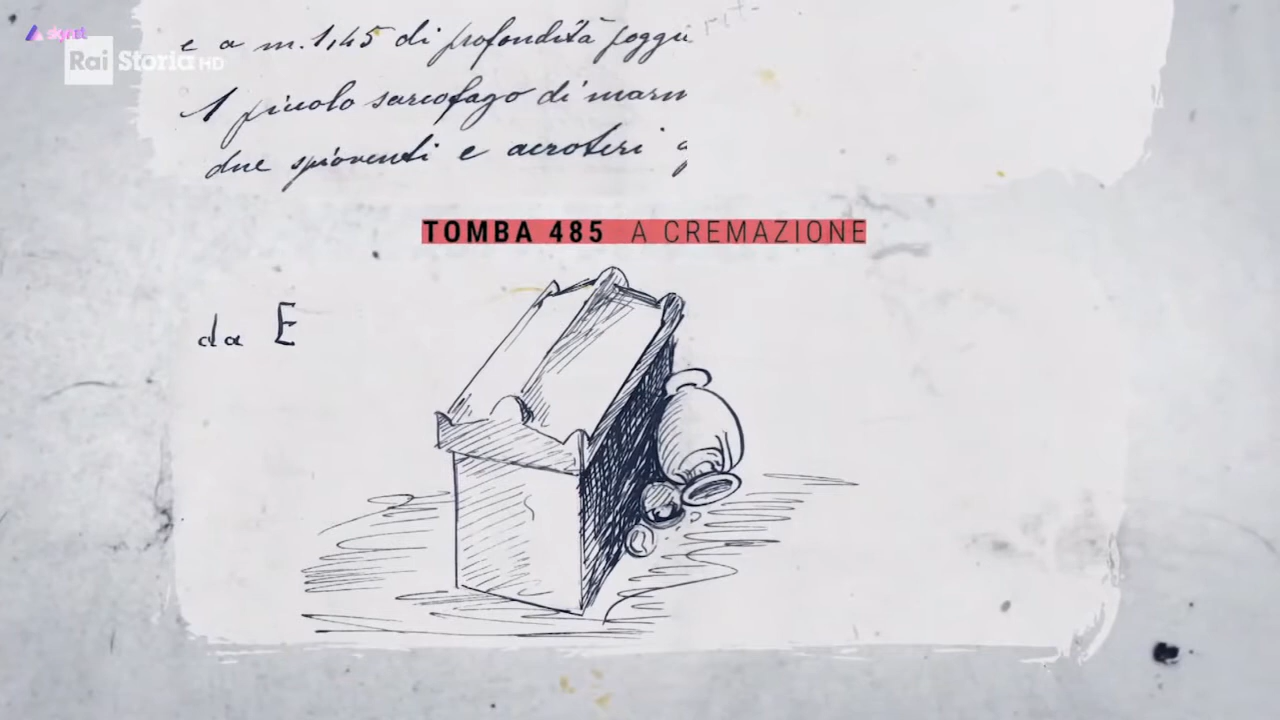 e a m. 1,45 di profondità poggu
Rai Storia HD
1 piccolo sarcofago di marm
due spioventi e acroteri
TOMBA 485 A CREMAZIONE
da E